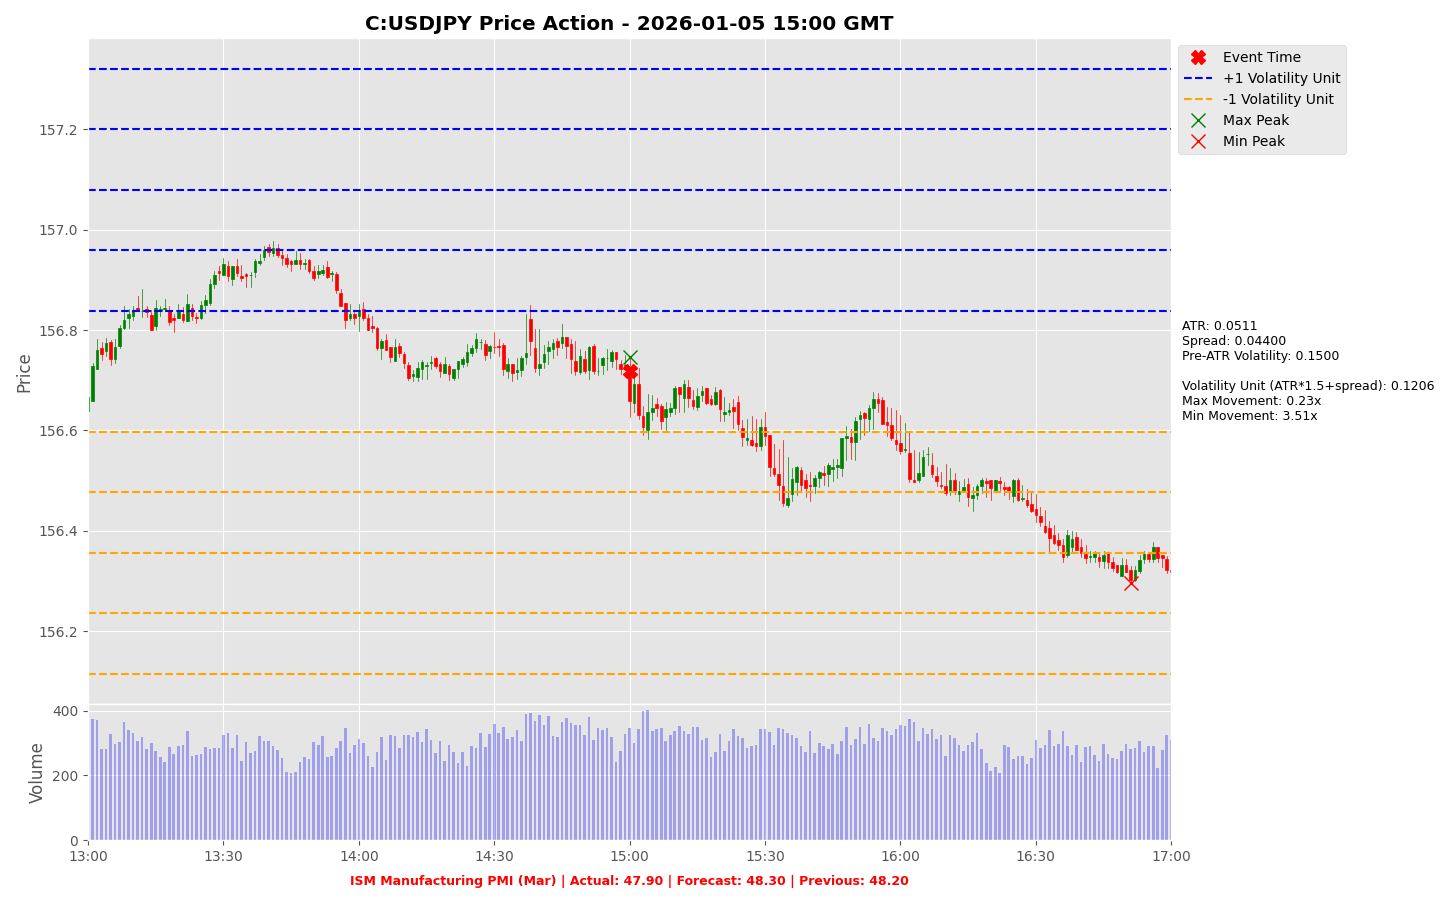 C:USDJPY Price Action - 2026-01-05 15:00 GMT
Event Time
+1 Volatility Unit
-1 Volatility Unit
Max Peak
Min Peak
Price
157.2
157.0
156.8
156.6
156.4
156.2
ATR: 0.0511
Spread: 0.04400
Pre-ATR Volatility: 0.1500
Volatility Unit (ATR*1.5+spread): 0.1206
Max Movement: 0.23x
Min Movement: 3.51x
Volume
400
200
0
13:00 13:30 14:00 14:30 15:00 15:30 16:00 16:30 17:00
ISM Manufacturing PMI (Mar) | Actual: 47.90 | Forecast: 48.30 | Previous: 48.20